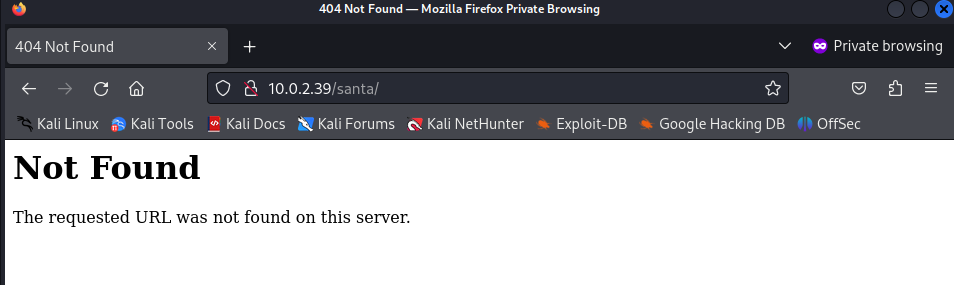 404 Not Found — Mozilla Firefox Private Browsing
404 Not Found
Private browsing
10.0.2.39/santa/
Kali Linux Kali Tools Kali Docs Kali Forums Kali NetHunter Exploit-DB Google Hacking DB OffSec
Not Found
The requested URL was not found on this server.